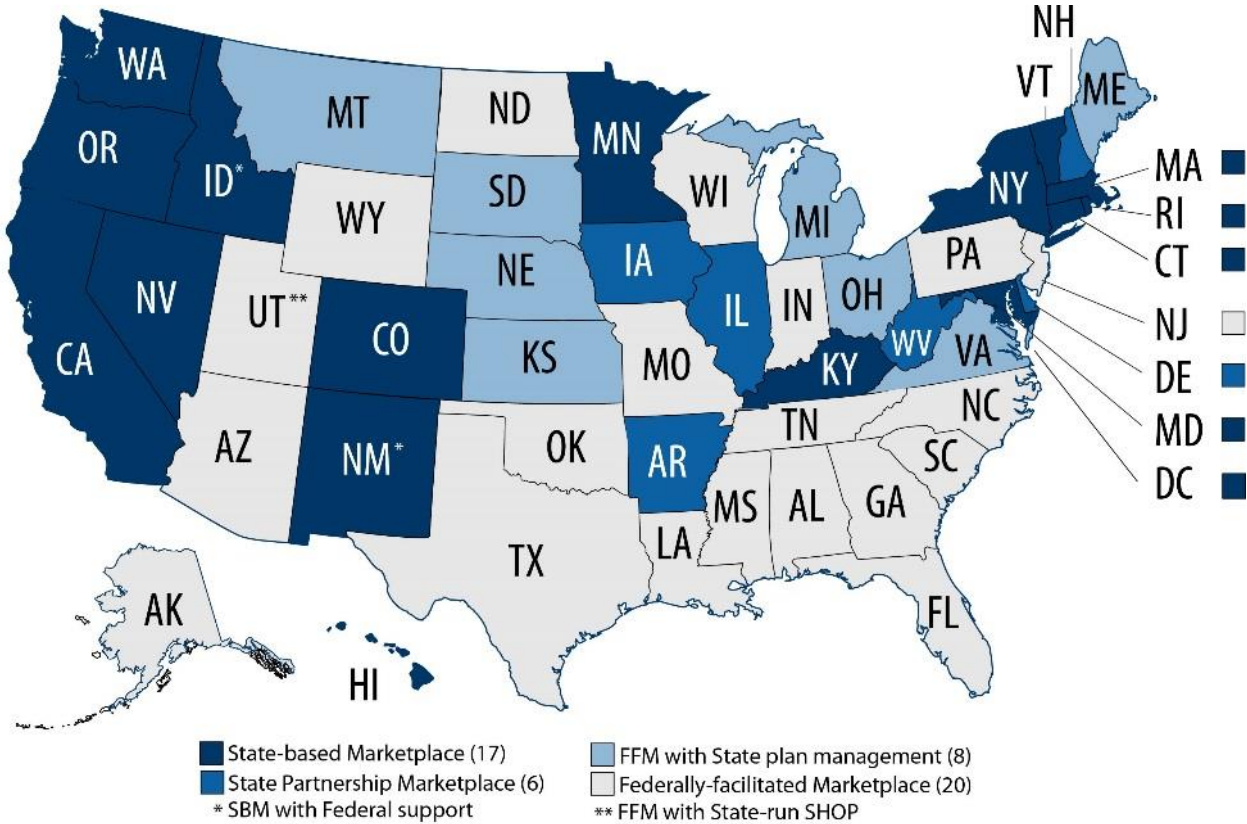 NH
WA
VT
ME
MT
ND
MN
OR
ID*
MA
SD
WI
NY
WY
MI
RI
IA
PA
CT
NE
NV
UT**
IL
IN
OH
NJ
CO
WV
CA
KS
MO
KY
VA
DE
NC
TN
MD
AZ
NM*
OK
AR
SC
DC
MS
AL
GA
LA
TX
AK
FL
HI
State-based Marketplace (17)
State Partnership Marketplace (6)
* SBM with Federal support
FFM with State plan management (8)
Federally-facilitated Marketplace (20)
** FFM with State-run SHOP